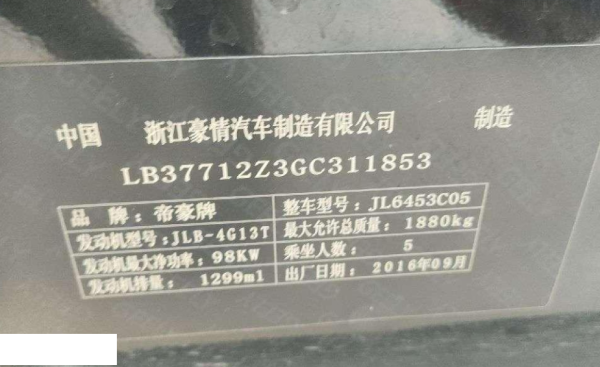 中国 浙江豪情汽车制造有限公司 制造
LB37712Z3GC311853
品 牌: 帝豪牌 整车型号: JL6453C05
发动机型号: JLB-4G13T 最大允许总质量: 1880kg
发动机最大净功率: 98KW 乘坐人数: 5
发动机排量: 1299ml 出厂日期: 2016年09月